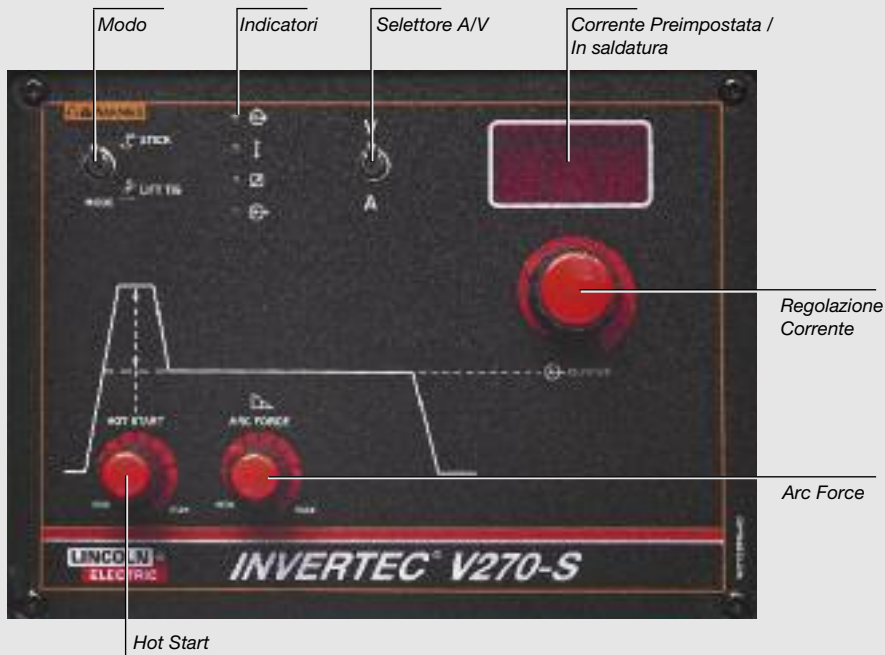 Modo
Indicatori
Selettore A/V
Corrente Preimpostata /
In saldatura
STICK
V
LIFT TIG
MODE
A
Regolazione
Corrente
OUTPUT
HOT START
ARC FORCE
Arc Force
LINCOLN
ELECTRIC
INVERTEC® V270-S
Hot Start